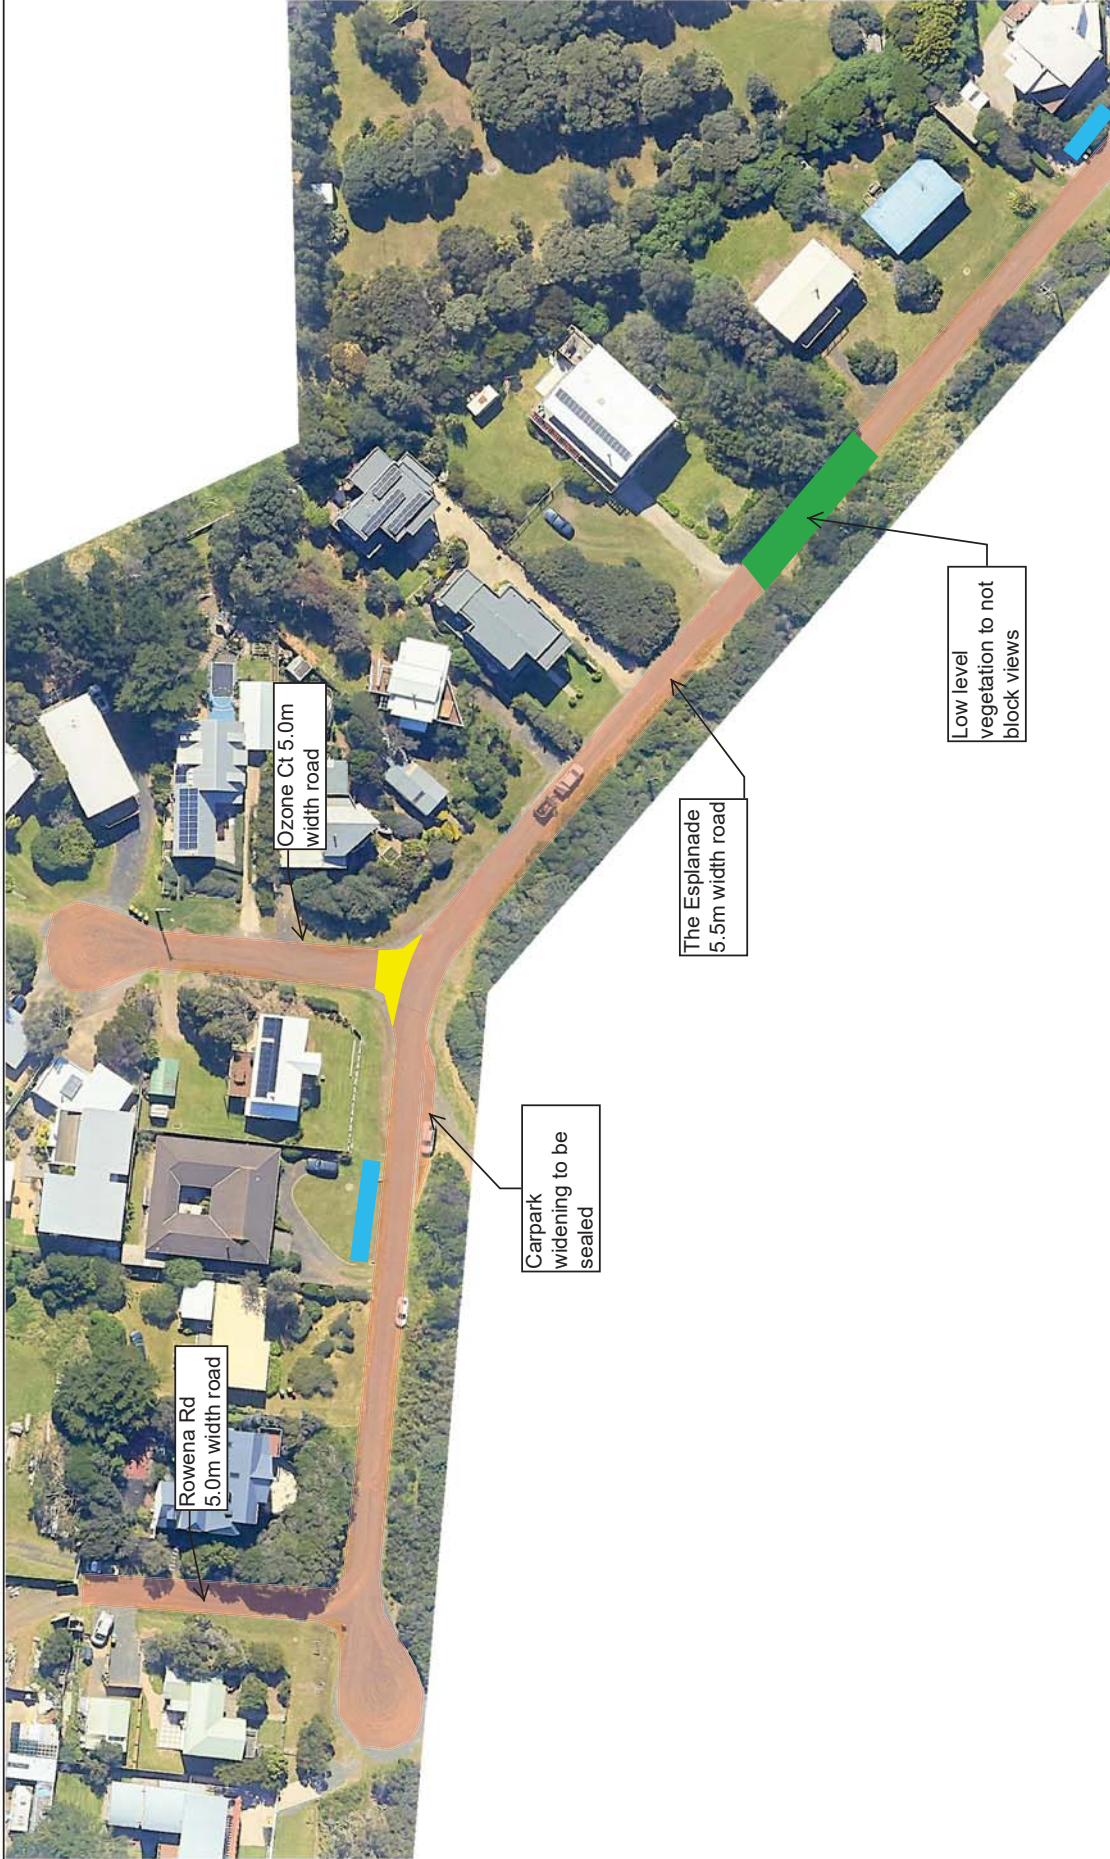 Rowena Rd
5.0m width road
Carpark
widening to be
sealed
Ozone Ct 5.0m
width road
The Esplanade
5.5m width road
Low level
vegetation to not
block views